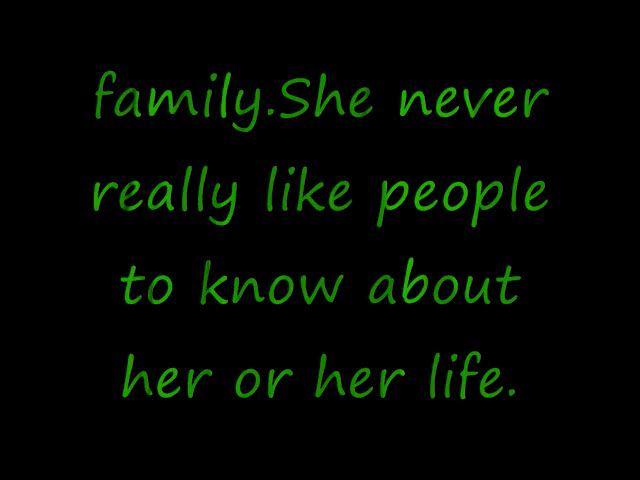 family.She never
really like people
to know about
her or her life.